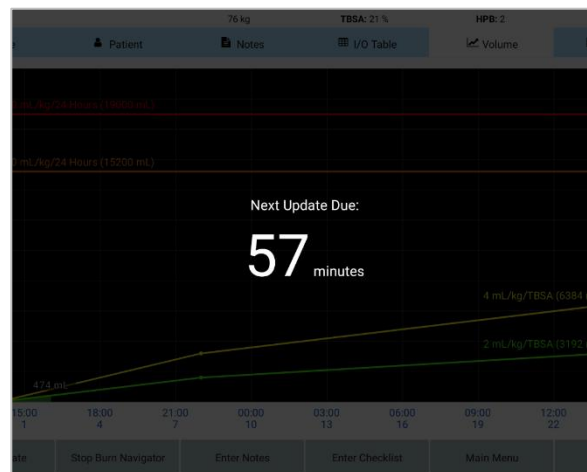 76 kg TBSA: 21 % HPB: 2
Patient Notes I/O Table Volume
mL/kg/24 Hours (15200 mL)
Next Update Due:
57 minutes
4 mL/kg/TBSA (6384
2 mL/kg/TBSA (3192
474 mL
15:00 18:00 21:00 00:00 03:00 06:00 09:00 12:00
1 4 7 10 13 16 19 22
Stop Burn Navigator Enter Notes Enter Checklist Main Menu